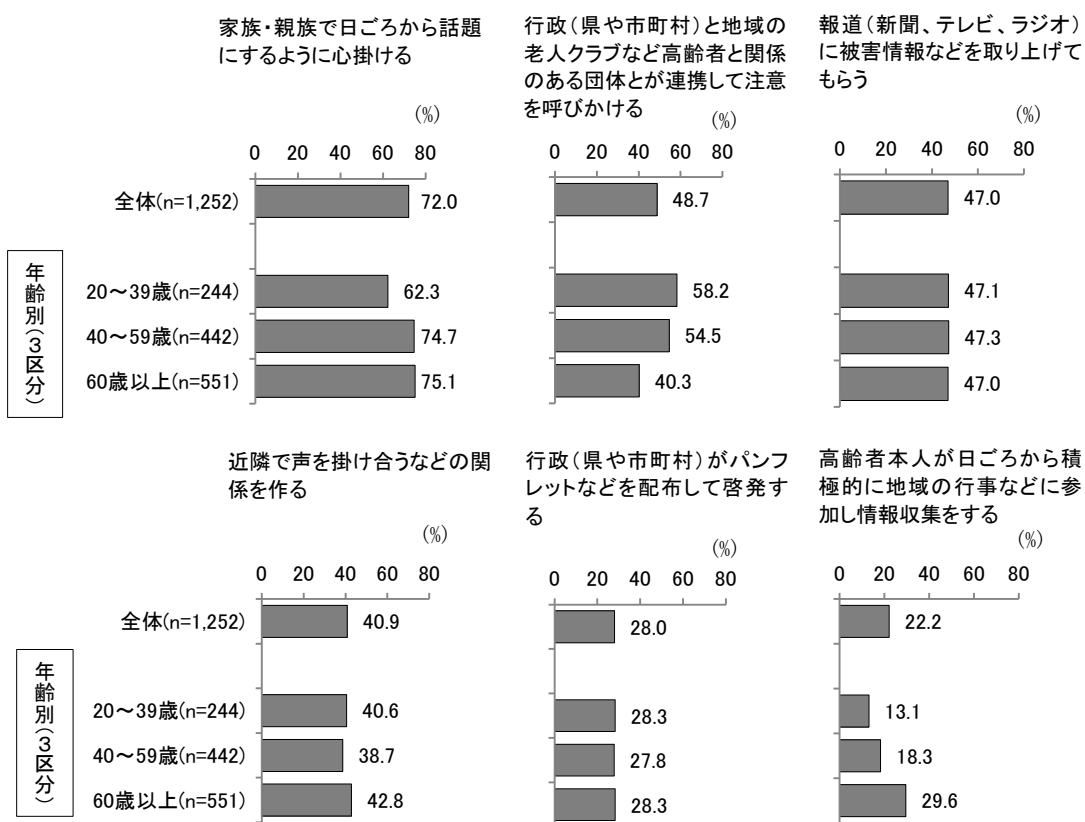 家族・親族で日ごろから話題
にするように心掛ける
(%)
0 20 40 60 80
全体(n=1,252)
72.0
年齢別(3区分)
20～39歳(n=244)
62.3
40～59歳(n=442)
74.7
60歳以上(n=551)
75.1
行政(県や市町村)と地域の
老人クラブなど高齢者と関係
のある団体とが連携して注意
を呼びかける
(%)
0 20 40 60 80
48.7
58.2
54.5
40.3
報道(新聞、テレビ、ラジオ)
に被害情報などを取り上げて
もらう
(%)
0 20 40 60 80
47.0
47.1
47.3
47.0
近隣で声を掛け合うなどの関
係を作る
(%)
0 20 40 60 80
全体(n=1,252)
40.9
年齢別(3区分)
20～39歳(n=244)
40.6
40～59歳(n=442)
38.7
60歳以上(n=551)
42.8
行政(県や市町村)がパンフ
レットなどを配布して啓発す
る
(%)
0 20 40 60 80
28.0
28.3
27.8
28.3
高齢者本人が日ごろから積
極的に地域の行事などに参
加し情報収集をする
(%)
0 20 40 60 80
22.2
13.1
18.3
29.6